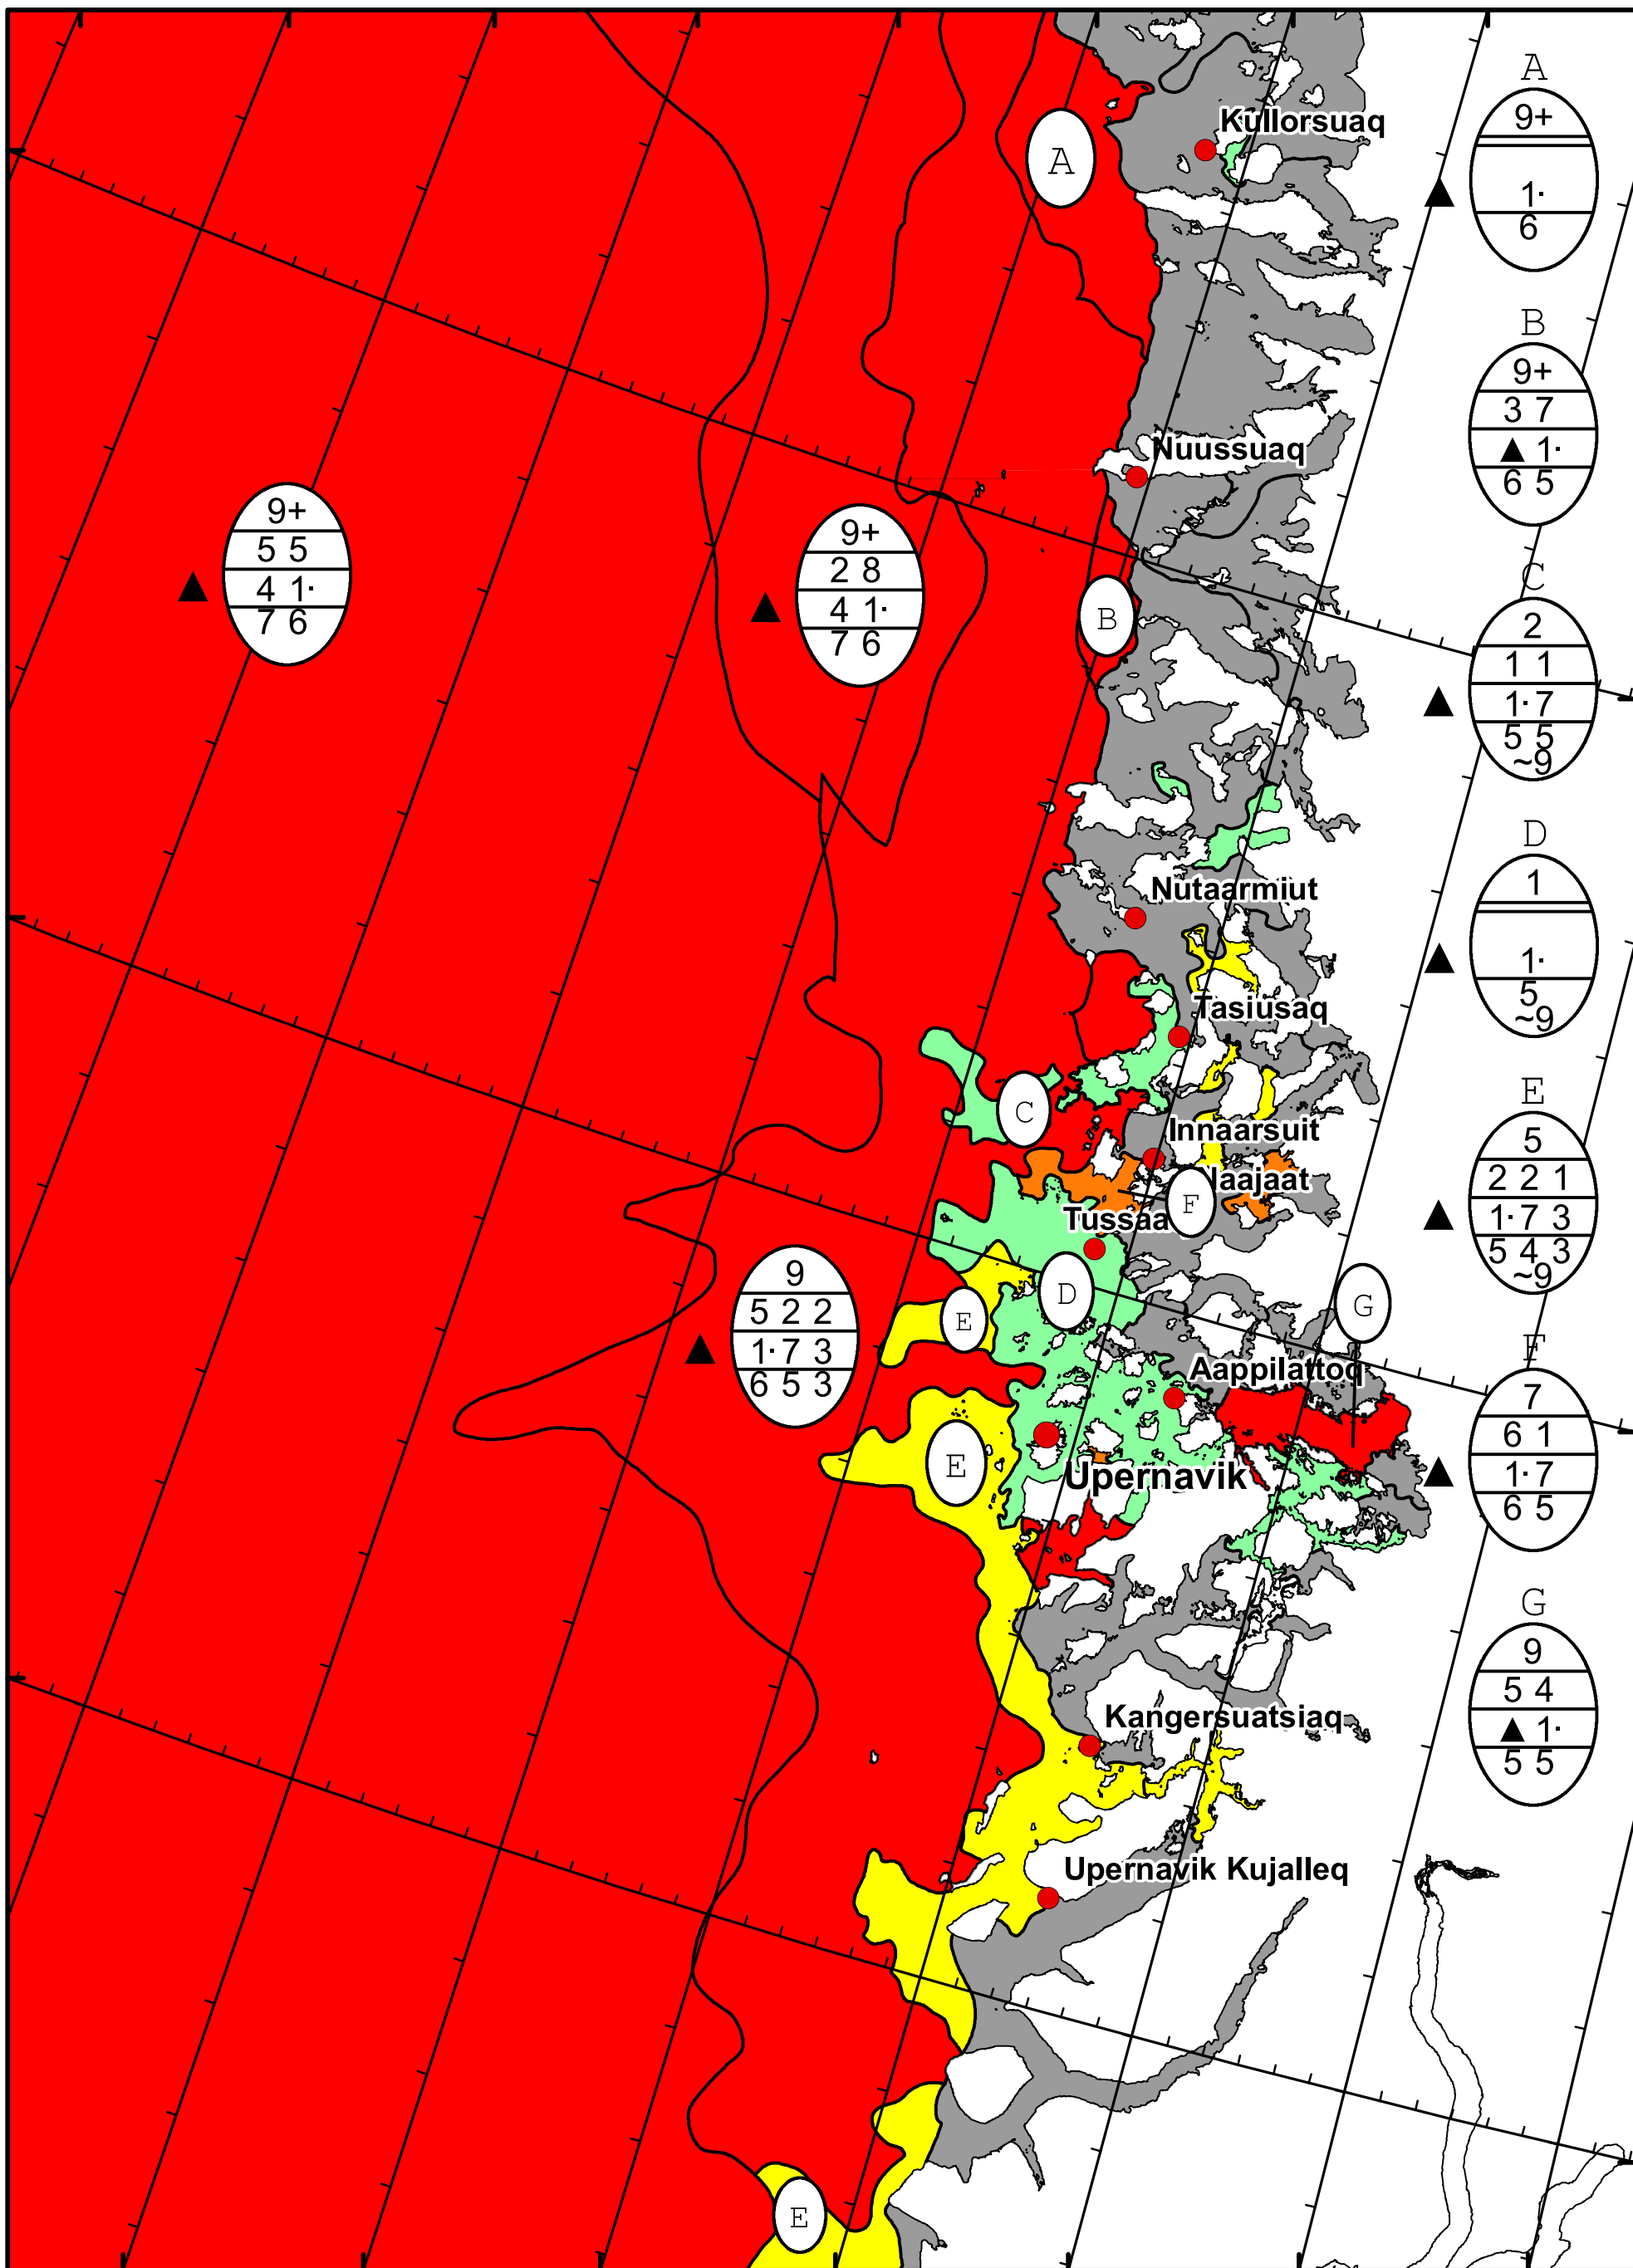 A
9+
1·
6
Kullorsuaq
A
B
9+
3 7
▲ 1·
6 5
Nuussuaq
9+
5 5
4 1·
7 6
9+
2 8
4 1·
7 6
B
C
2
1 1
1· 7
5 5
~9
Nutaarmiut
D
1
1·
5
~9
Tasiusaq
C
E
5
2 2 1
1· 7 3
5 4 3
~9
Innaarsuit
F
Tussaa
D
E
G
9
5 2 2
1· 7 3
6 5 3
F
7
6 1
1· 7
6 5
Aappilattoq
E
Upernavik
G
9
5 4
▲ 1·
5 5
Kangersuatsiaq
Upernavik Kujalleq
E